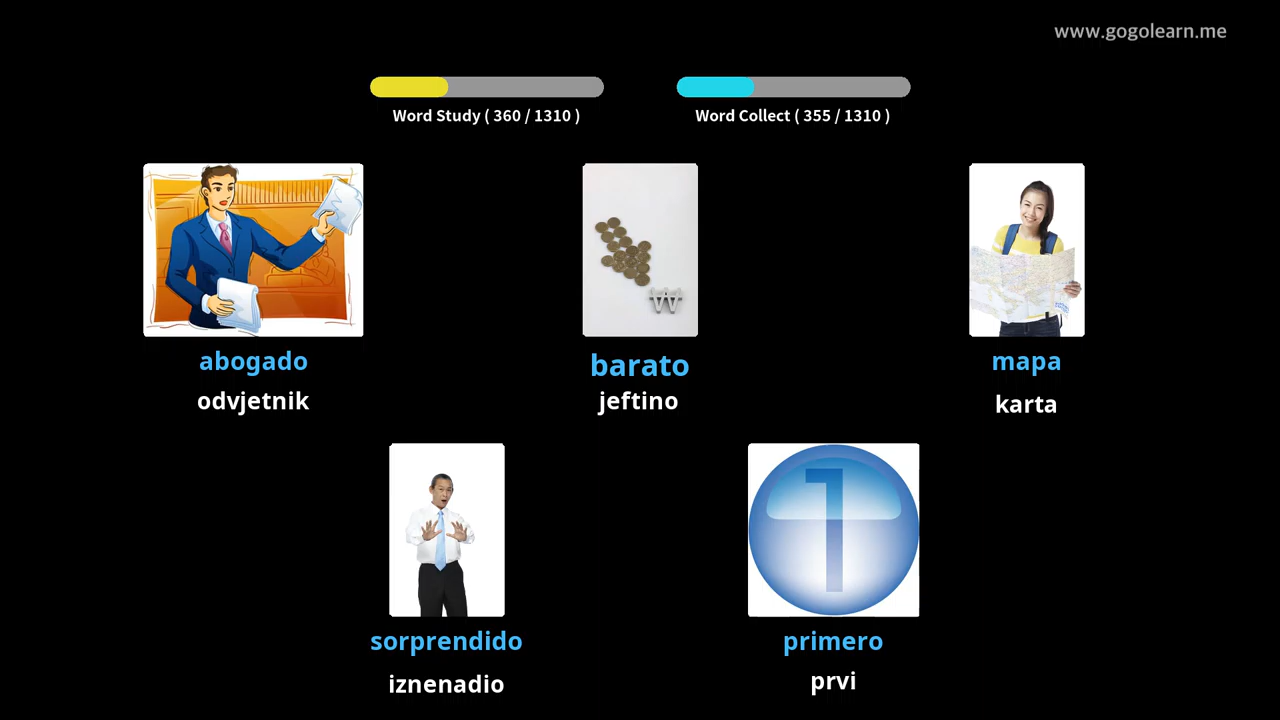 www.gogolearn.me
Word Study ( 360 / 1310 )
Word Collect ( 355 / 1310 )
abogado
odvjetnik
barato
jeftino
mapa
karta
sorprendido
iznenadio
primero
prvi